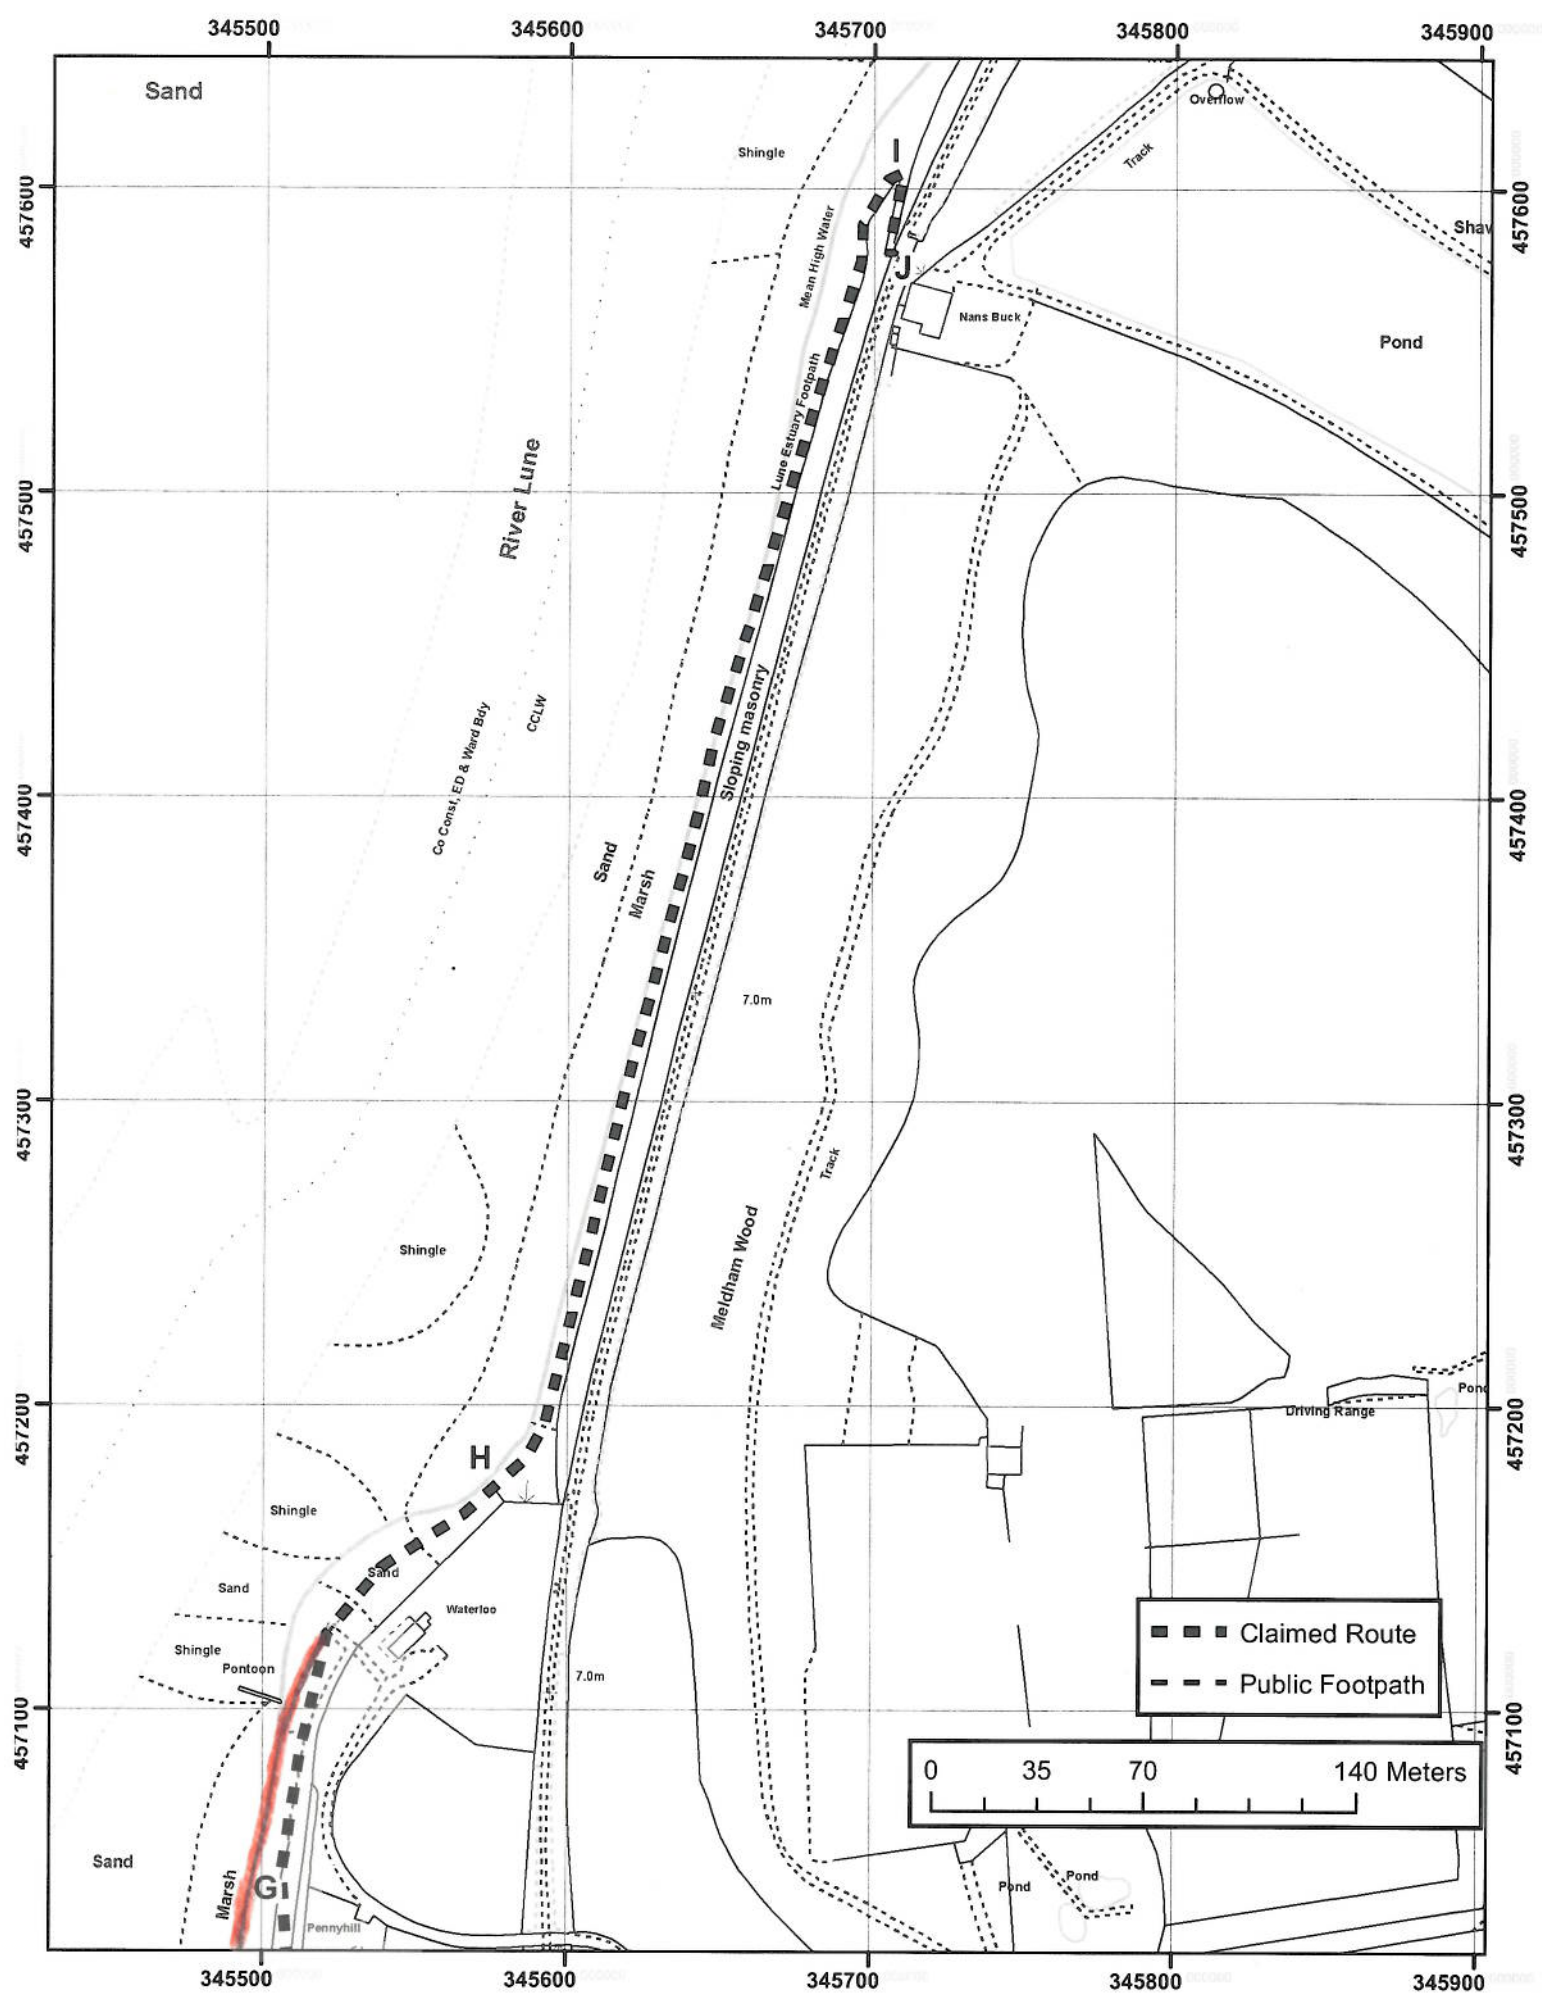 345500
345600
345700
345800
345900
Sand
Overflow
Shingle
I
Track
457600
457600
Mean High Water
J
Nans Buck
Pond
Lune Estuary Footpath
River Lune
457500
457500
Sloping masonry
CCLW
Co Const, ED & Ward Bdy
457400
457400
Sand
Marsh
7.0m
457300
457300
Track
Meldham Wood
Shingle
Driving Range
457200
457200
H
Shingle
Sand
Sand
Waterloo
Shingle
Pontoon
7.0m
Claimed Route
Public Footpath
457100
457100
0 35 70 140 Meters
Sand
Marsh
G
Pond
Pond
Pennyhill
345500
345600
345700
345800
345900